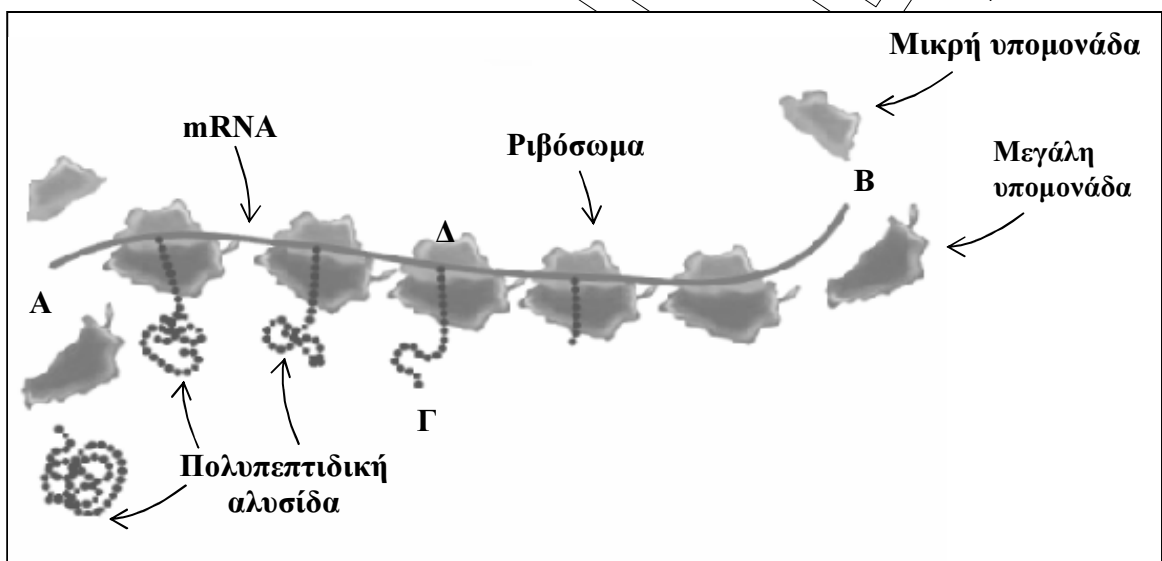 Μικρή υπομονάδα
mRNA
Ριβόσωμα
Μεγάλη
υπομονάδα
Β
Δ
Α
Γ
Πολυπεπτιδική
αλυσίδα